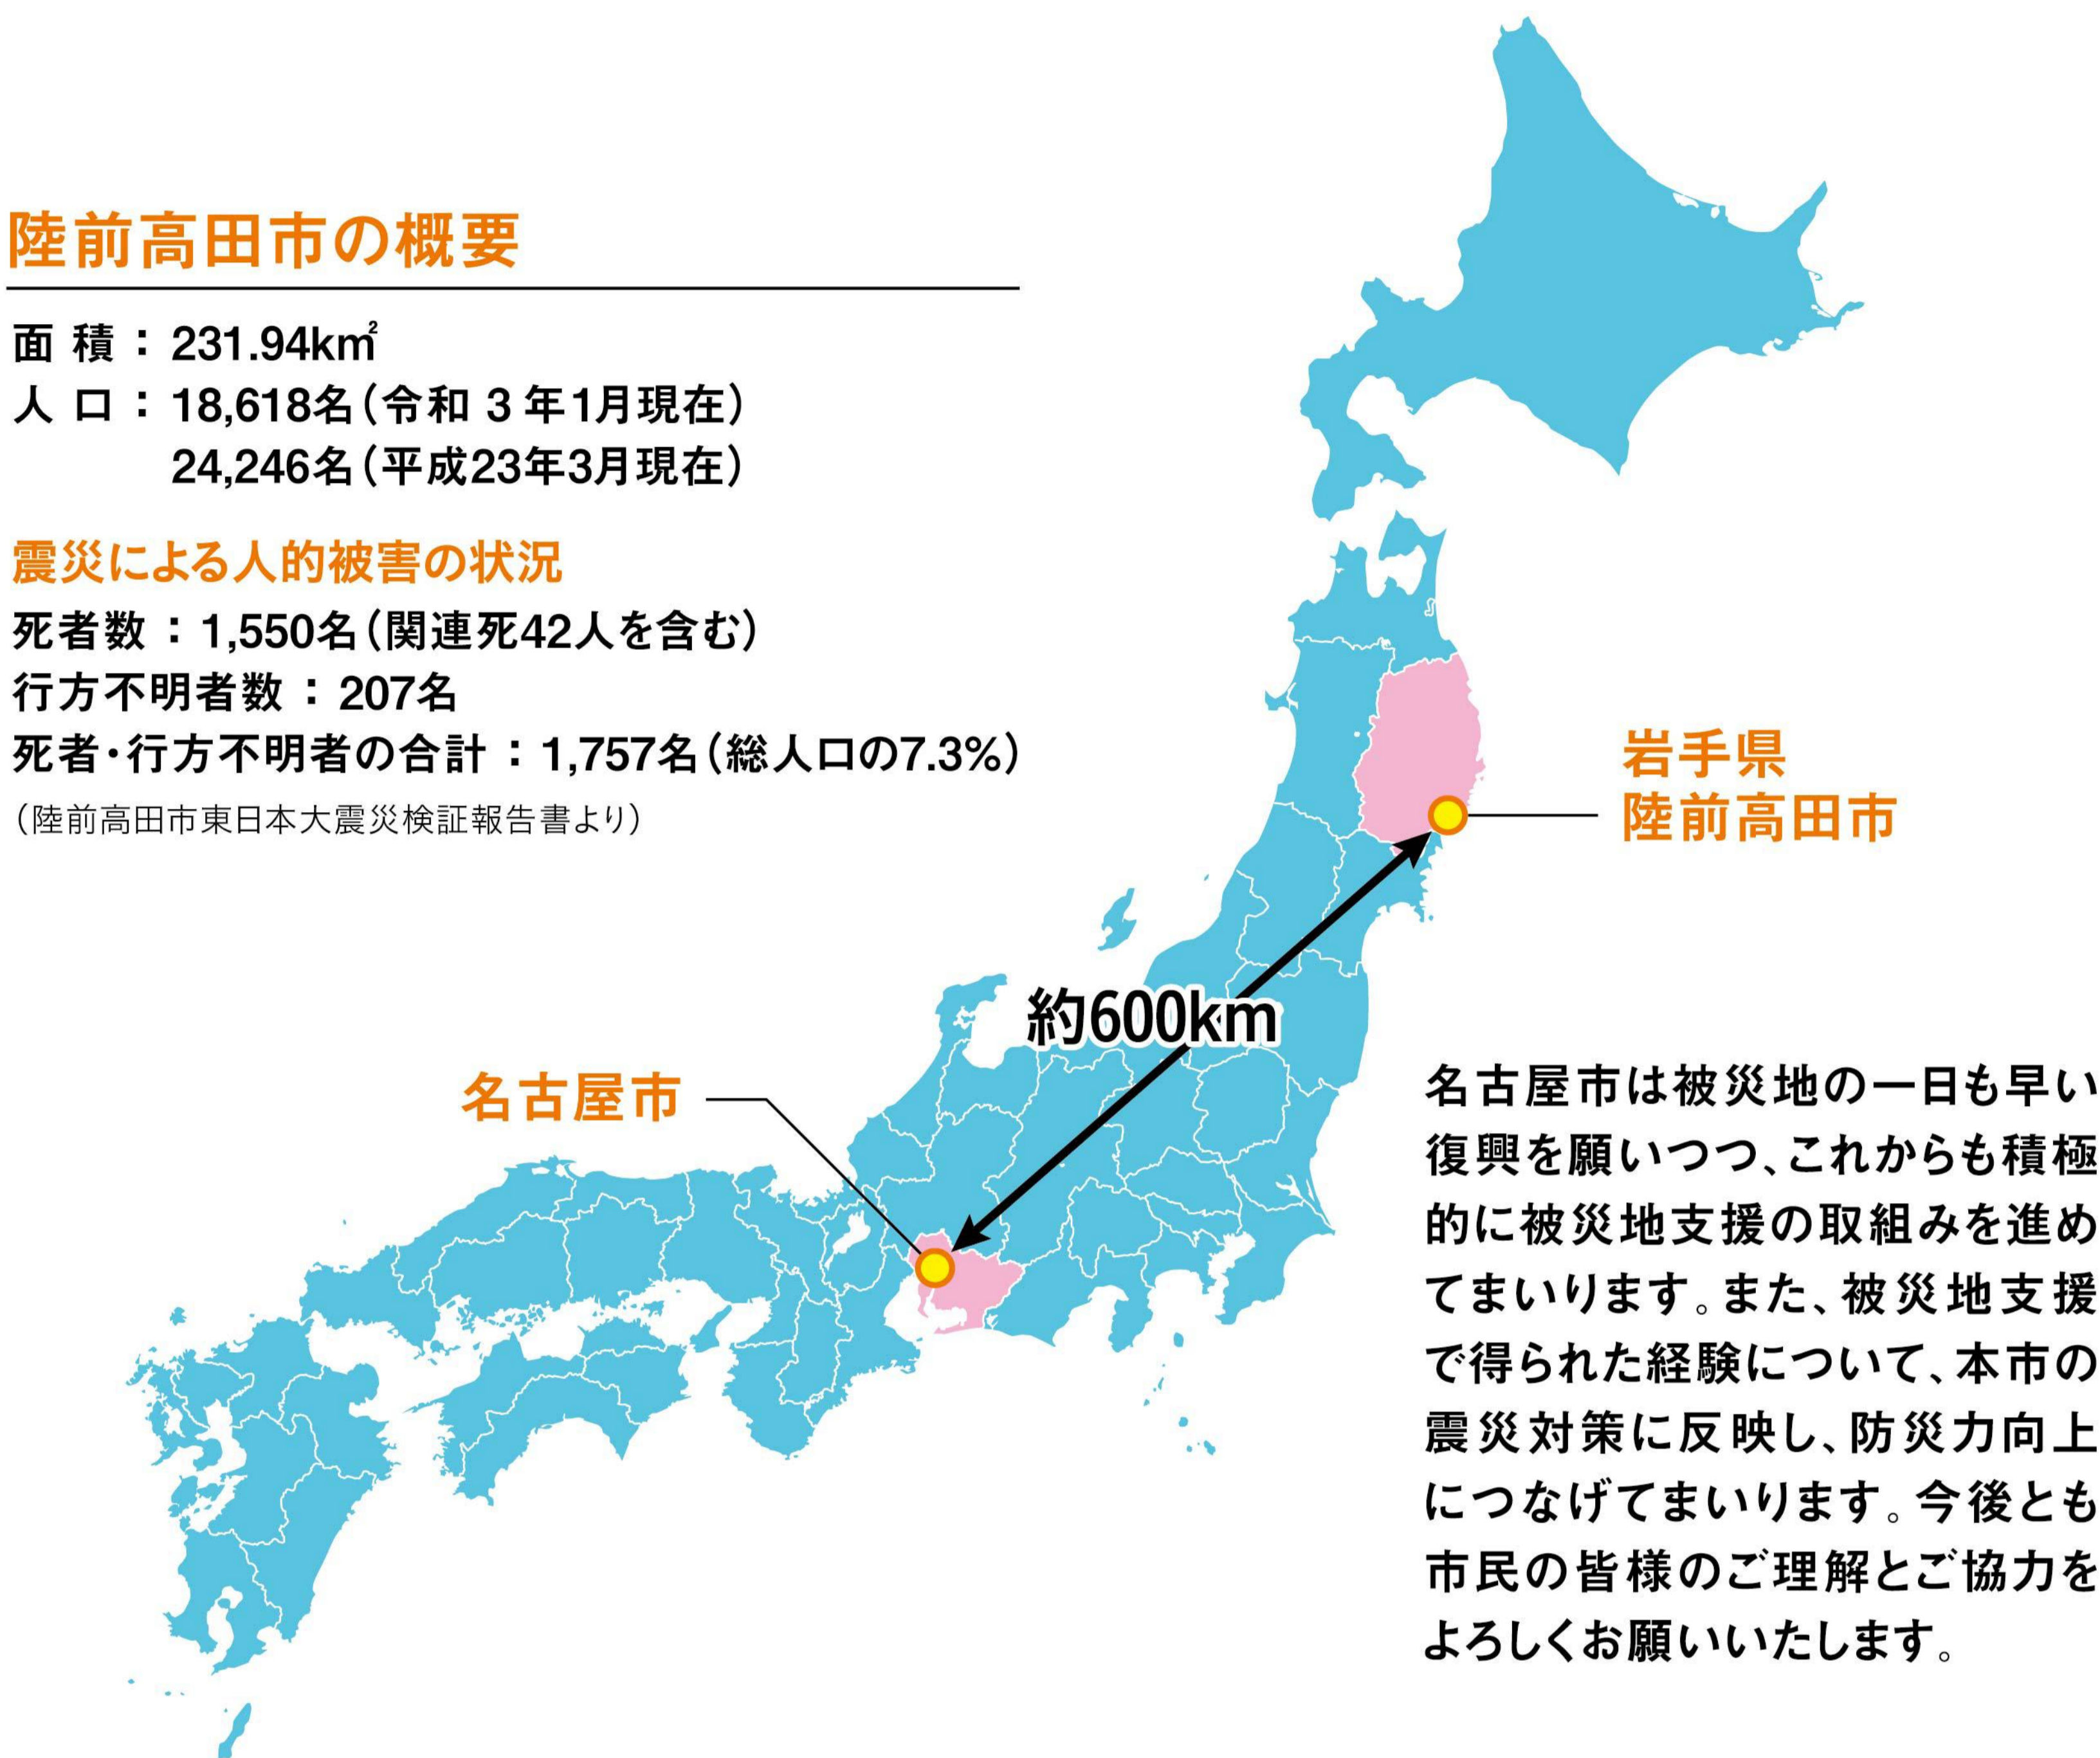 陸前高田市の概要
面 積 : 231.94km²
人 口 : 18,618名(令和 3 年1月現在)
24,246名(平成23年3月現在)
震災による人的被害の状況
死者数 : 1,550名(関連死42人を含む)
行方不明者数 : 207名
死者・行方不明者の合計 : 1,757名(総人口の7.3%)
(陸前高田市東日本大震災検証報告書より)
岩手県
陸前高田市
約600km
名古屋市
名古屋市は被災地の一日も早い
復興を願いつつ、これからも積極
的に被災地支援の取組みを進め
てまいります。また、被災地支援
で得られた経験について、本市の
震災対策に反映し、防災力向上
につなげてまいります。今後とも
市民の皆様のご理解とご協力を
よろしくお願いいたします。